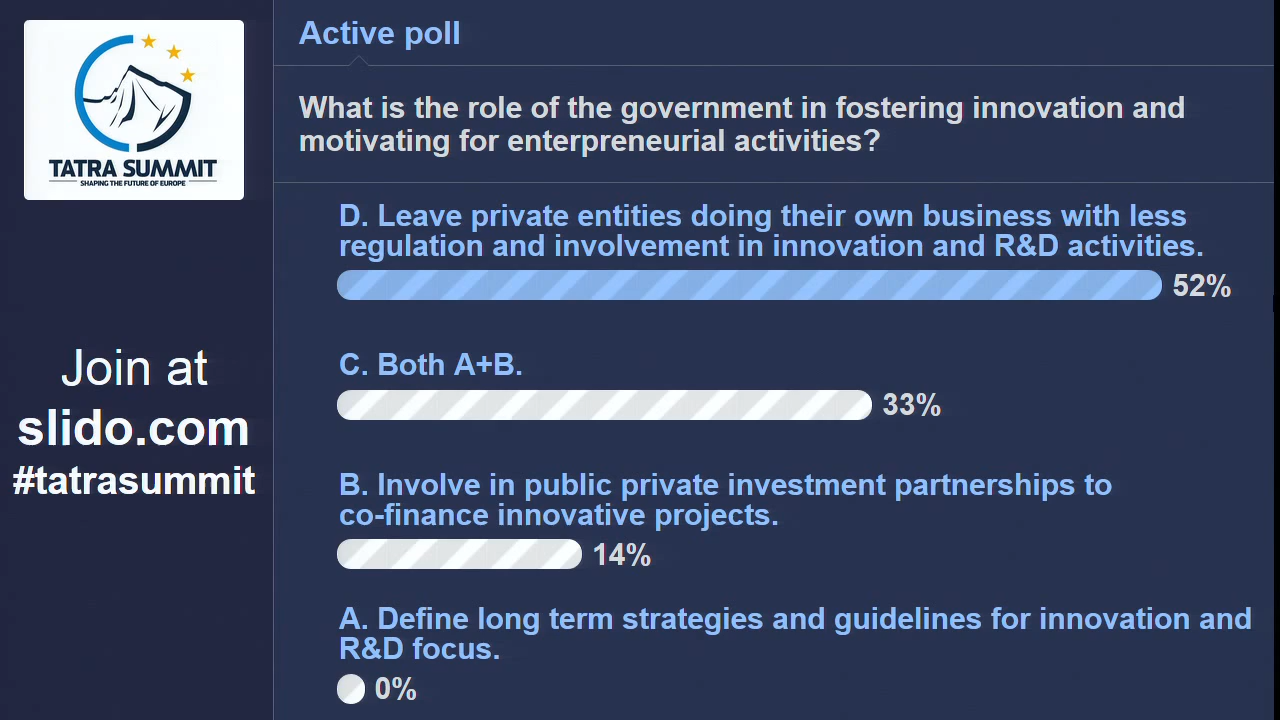 TATRA SUMMIT
SHAPING THE FUTURE OF EUROPE
Join at
slido.com
#tatrasummit
Active poll
What is the role of the government in fostering innovation and
motivating for enterpreneurial activities?
D. Leave private entities doing their own business with less
regulation and involvement in innovation and R&D activities.
52%
C. Both A+B.
33%
B. Involve in public private investment partnerships to
co-finance innovative projects.
14%
A. Define long term strategies and guidelines for innovation and
R&D focus.
0%